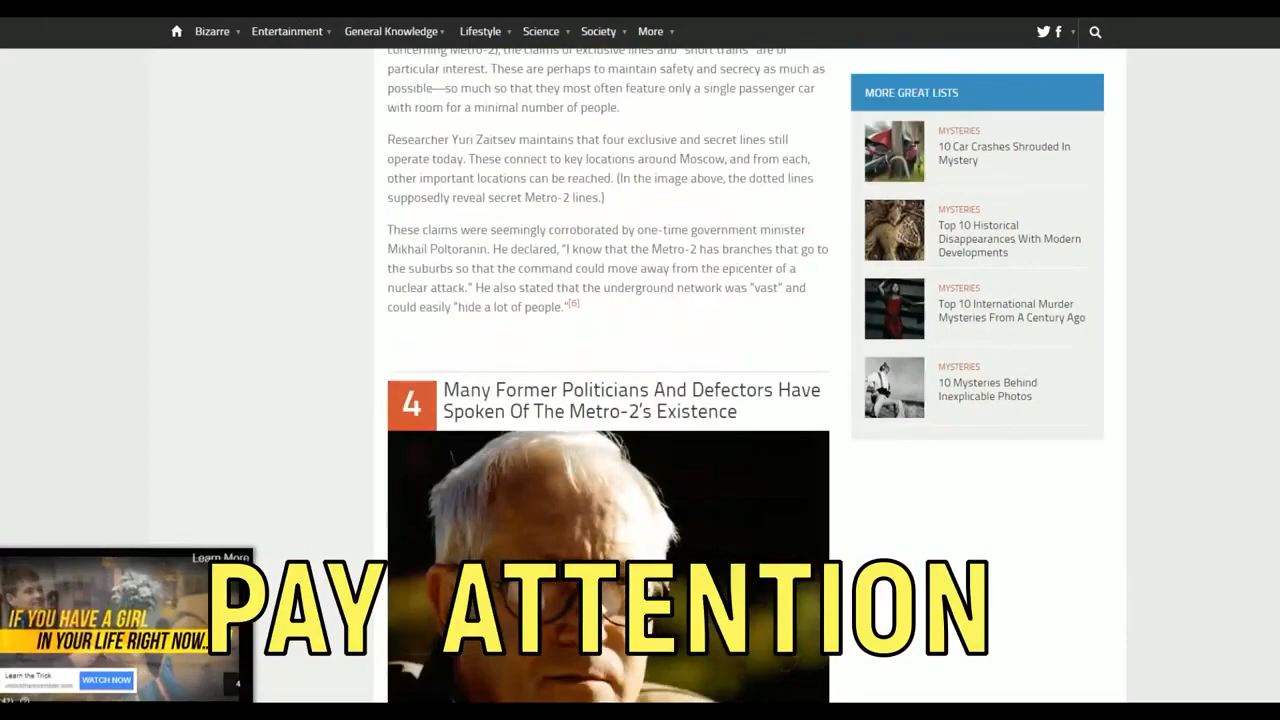 Bizarre Entertainment General Knowledge Lifestyle Science Society More
concerning Metro-2), the claims of exclusive lines and "short trains" are of
particular interest. These are perhaps to maintain safety and secrecy as much as
possible—so much so that they most often feature only a single passenger car
with room for a minimal number of people.
Researcher Yuri Zaitsev maintains that four exclusive and secret lines still
operate today. These connect to key locations around Moscow, and from each,
other important locations can be reached. (In the image above, the dotted lines
supposedly reveal secret Metro-2 lines.)
These claims were seemingly corroborated by one-time government minister
Mikhail Poltoranin. He declared, "I know that the Metro-2 has branches that go to
the suburbs so that the command could move away from the epicenter of a
nuclear attack." He also stated that the underground network was "vast" and
could easily "hide a lot of people."[6]
4
Many Former Politicians And Defectors Have
Spoken Of The Metro-2's Existence
MORE GREAT LISTS
MYSTERIES
10 Car Crashes Shrouded In
Mystery
MYSTERIES
Top 10 Historical
Disappearances With Modern
Developments
MYSTERIES
Top 10 International Murder
Mysteries From A Century Ago
MYSTERIES
10 Mysteries Behind
Inexplicable Photos
Learn More
IF YOU HAVE A GIRL
IN YOUR LIFE RIGHT NOW..
Learn the Trick
WATCH NOW
4
PAY ATTENTION